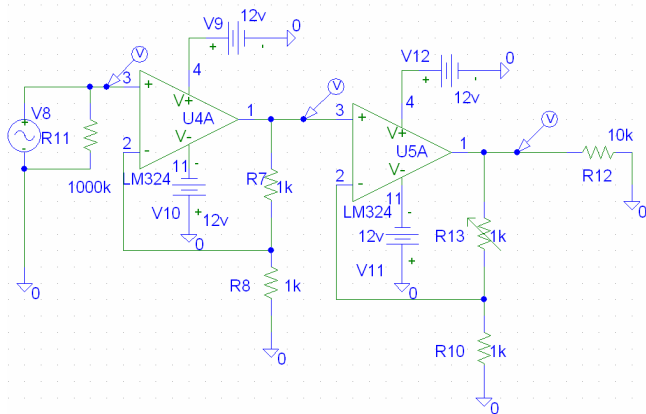 V9
12v
0
+
-
V
V12
0
3
+
4
V+
+
-
12v
V
4
V8
+
-
R11
U4A
1
3
+
V+
V
10k
2
-
V-
U5A
1
R12
1000k
11
-
LM324
R7
1k
2
-
V-
0
V10
+
12v
LM324
11
-
12v
R13
1k
0
+
V11
0
R8
1k
0
R10
1k
0
0